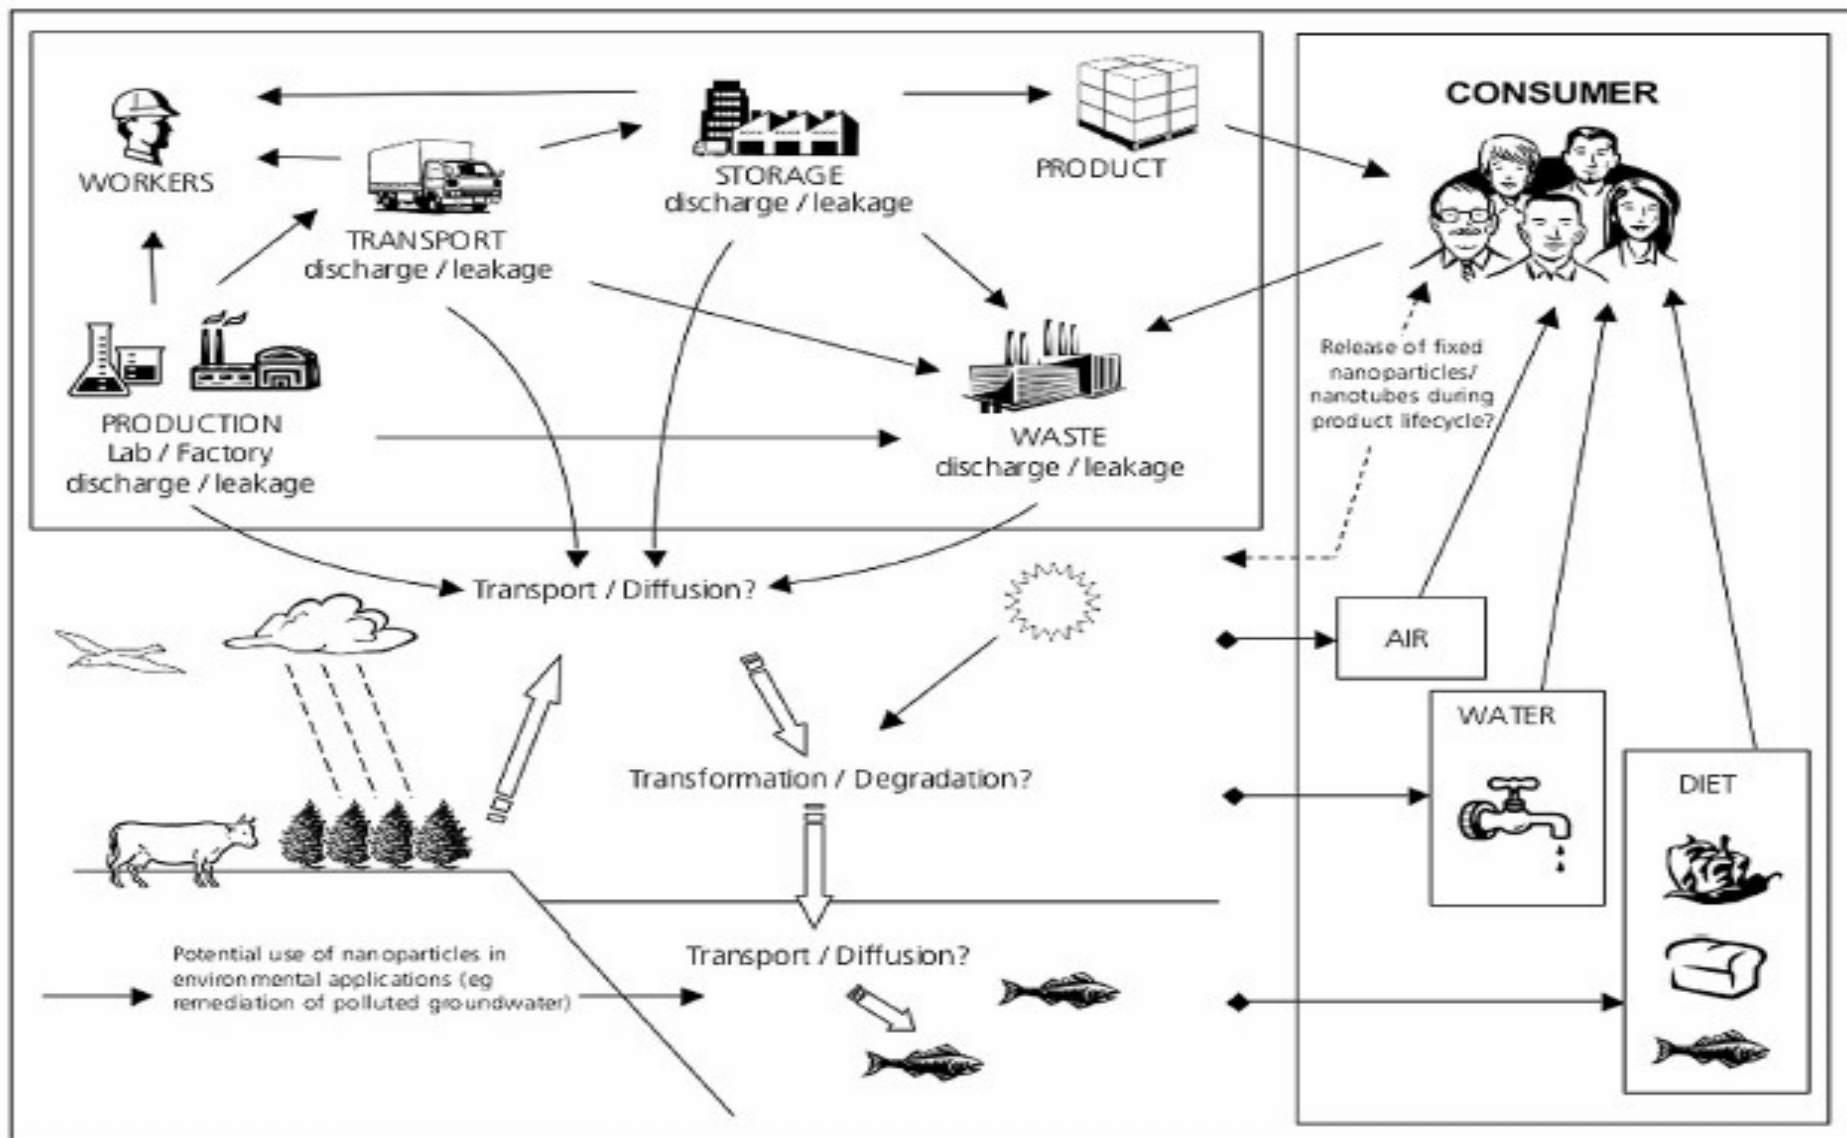 CONSUMER
WORKERS
STORAGE
discharge / leakage
PRODUCT
TRANSPORT
discharge / leakage
PRODUCTION
Lab / Factory
discharge / leakage
WASTE
discharge / leakage
Release of fixed
nanoparticles/
nanotubes during
product lifecycle?
Transport / Diffusion?
AIR
WATER
Transformation / Degradation?
DIET
Potential use of nanoparticles in
environmental applications (eg
remediation of polluted groundwater)
Transport / Diffusion?